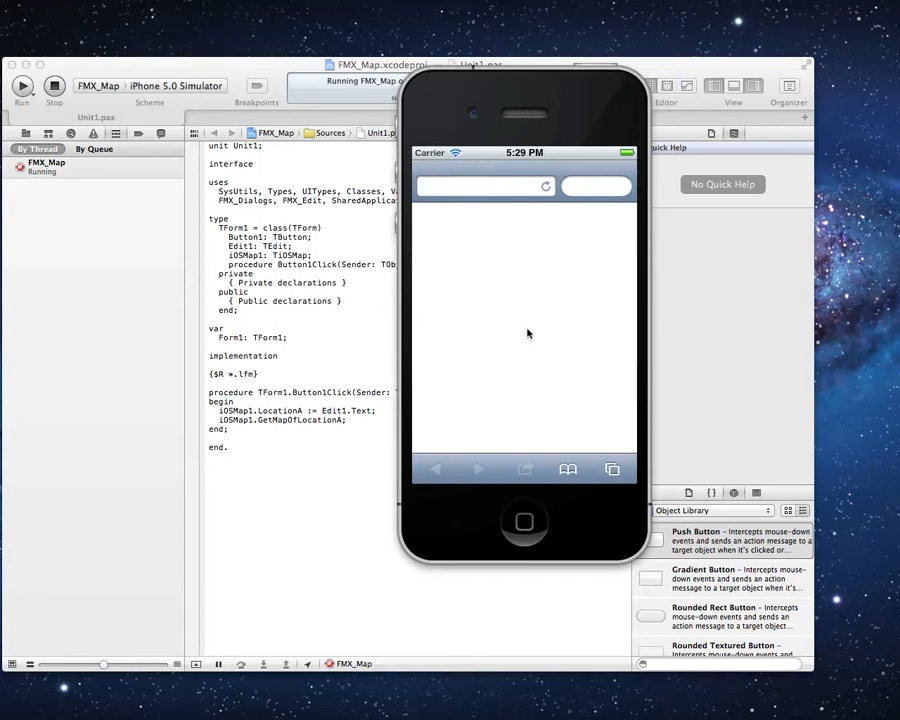 FMX_Map.xcodeproj
Unit1.pas
FMX_Map
iPhone 5.0 Simulator
Running FMX_Map
Run
Stop
Scheme
Breakpoints
Editor
View
Organizer
Unit1.pas
FMX_Map
Sources
By Thread
By Queue
Quick Help
No Quick Help
FMX_Map
Running
unit Unit1;
interface
uses
SysUtils, Types, UITypes, Classes,
FMX_Dialogs, FMX_Edit,
type
TForm1 = class(TForm)
Button1: TButton;
Edit1: TEdit;
iOSMap1: TiOSMap;
procedure Button1Click(Sender:
private
{ Private declarations }
public
{ Public declarations }
end;
var
Form1: TForm1;
implementation
{$R *.lfm}
procedure TForm1.Button1Click(Sender:
begin
iOSMap1.LocationA := Edit1.Text;
iOSMap1.GetMapOfLocationA;
end;
end.
Carrier
5:29 PM
Object Library
Push Button – Intercepts mouse-down
events and sends an action message to a
target object when it's clicked or...
Gradient Button – Intercepts mouse-
down events and sends an action
message to a target object when it's c...
Rounded Rect Button – Intercepts
mouse-down events and sends an
action message to a target object...
Rounded Textured Button –
Intercepts mouse-down events and
FMX_Map